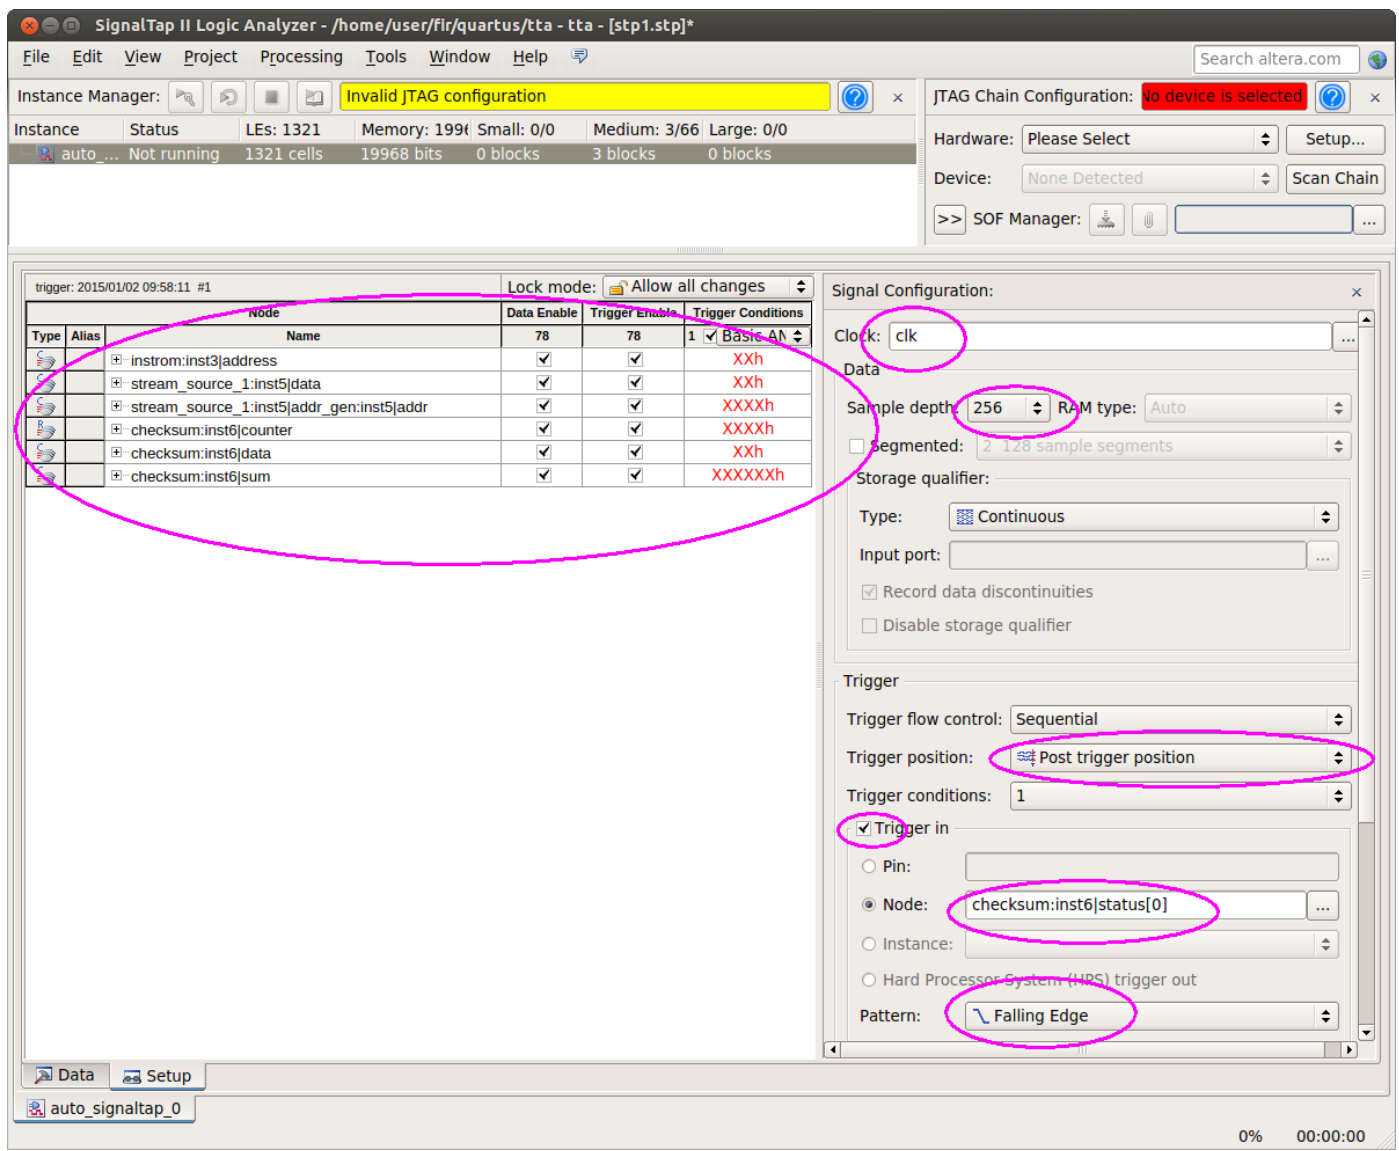 SignalTap II Logic Analyzer - /home/user/fir/quartus/tta - tta - [stp1.stp]*
File Edit View Project Processing Tools Window Help
Search altera.com
Instance Manager: Invalid JTAG configuration
Instance Status LEs: 1321 Memory: 1996 Small: 0/0 Medium: 3/66 Large: 0/0
auto_... Not running 1321 cells 19968 bits 0 blocks 3 blocks 0 blocks
JTAG Chain Configuration: No device is selected
Hardware: Please Select Setup...
Device: None Detected Scan Chain
>> SOF Manager: ...
trigger: 2015/01/02 09:58:11 #1 Lock mode: Allow all changes
Node Data Enable Trigger Enable Trigger Conditions
Type Alias Name 78 78 1 Basic AN
instrom:inst3|address XXh
stream_source_1:inst5|data XXh
stream_source_1:inst5|addr_gen:inst5|addr XXXXh
checksum:inst6|counter XXXXh
checksum:inst6|data XXh
checksum:inst6|sum XXXXXXh
Signal Configuration:
Clock: clk ...
Data
Sample depth: 256 RAM type: Auto
Segmented: 2 128 sample segments
Storage qualifier:
Type: Continuous
Input port: ...
Record data discontinuities
Disable storage qualifier
Trigger
Trigger flow control: Sequential
Trigger position: Post trigger position
Trigger conditions: 1
Trigger in
Pin:
Node: checksum:inst6|status[0] ...
Instance:
Hard Processor System (HPS) trigger out
Pattern: Falling Edge
Data Setup
auto_signaltap_0
0% 00:00:00